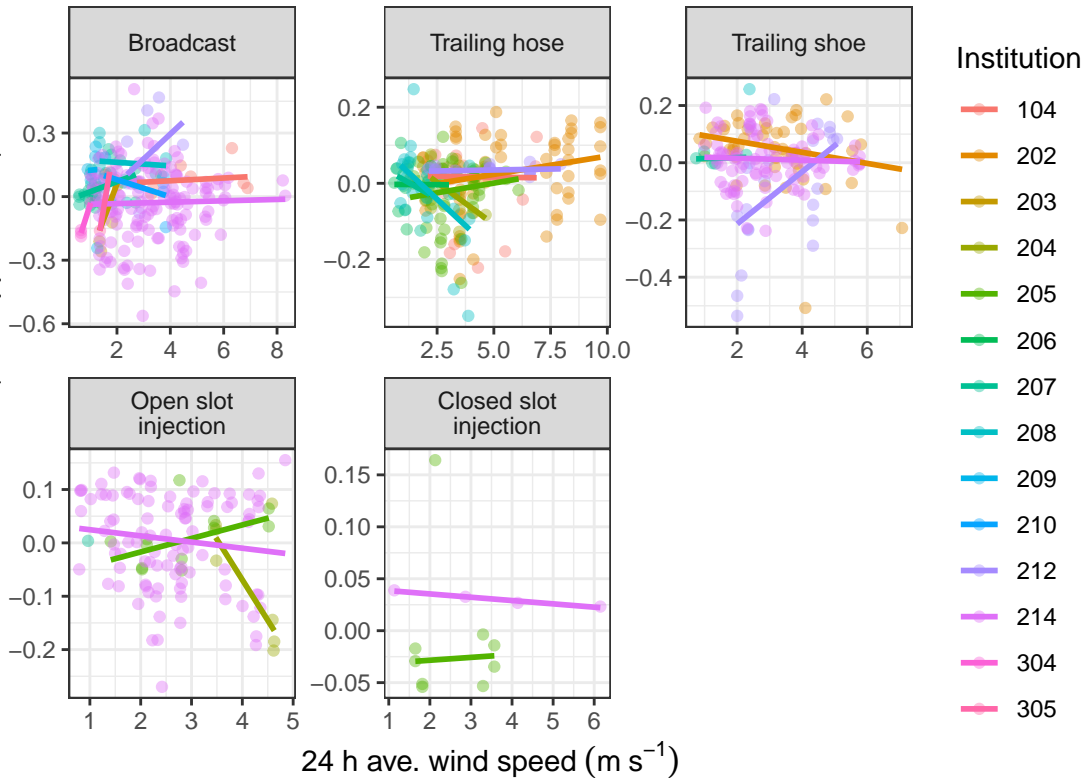 Broadcast
Trailing hose
Trailing shoe
0.3
0.0
−0.3
−0.6
2 4 6 8
0.2
0.0
−0.2
2.5 5.0 7.5 10.0
0.2
0.0
−0.2
−0.4
2 4 6
Open slot
injection
Closed slot
injection
0.1
0.0
−0.1
−0.2
1 2 3 4 5
0.15
0.10
0.05
0.00
−0.05
1 2 3 4 5 6
24 h ave. wind speed (m s⁻¹)
Institution
104
202
203
204
205
206
207
208
209
210
212
214
304
305